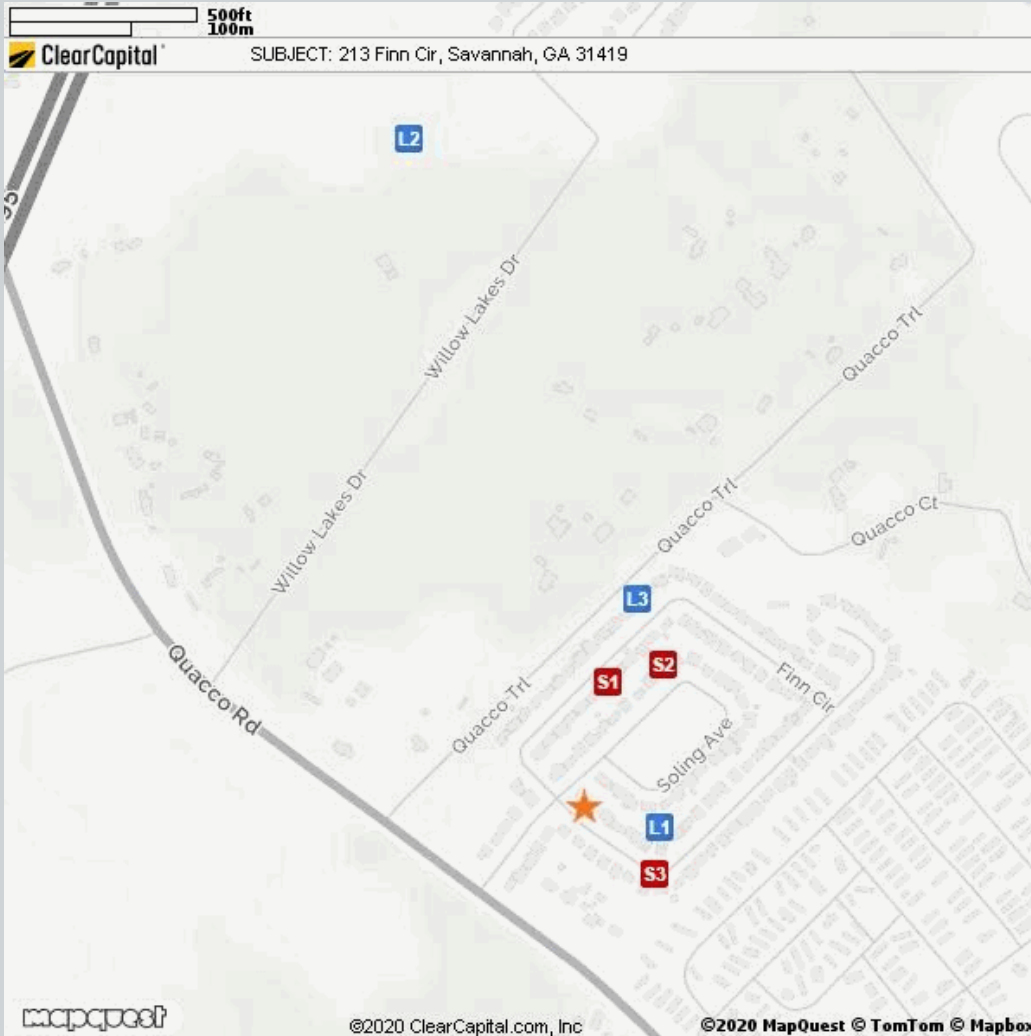 500ft
100m
ClearCapital
SUBJECT: 213 Finn Cir, Savannah, GA 31419
L2
95
Willow Lakes Dr
Quacco Trl
Willow Lakes Dr
Quacco Trl
Quacco Ct
L3
S2
S1
Finn Cir
Quacco Rd
Quacco Trl
Soling Ave
L1
S3
mapquest
©2020 ClearCapital.com, Inc
©2020 MapQuest © TomTom © Mapbox